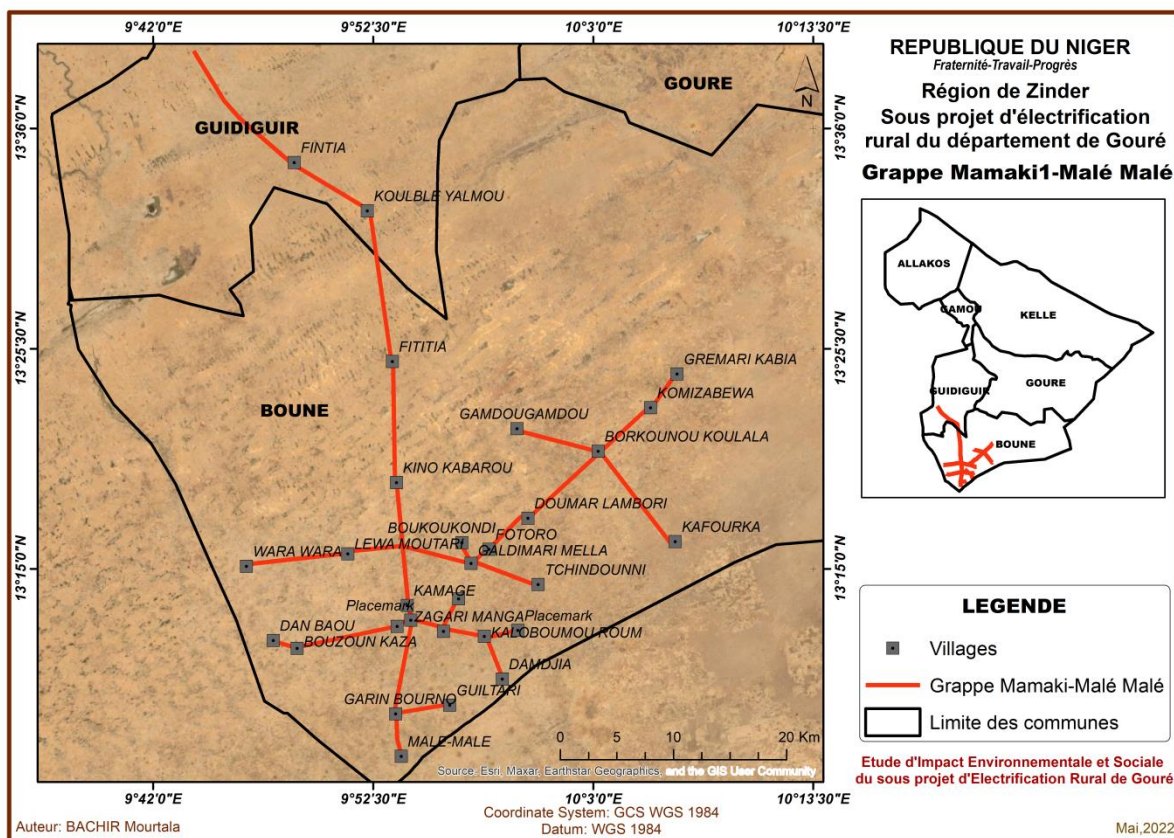 9°42'0"E
9°52'30"E
10°3'0"E
10°13'30"E
13°36'0"N
13°25'30"N
13°15'0"N
13°36'0"N
13°25'30"N
13°15'0"N
9°42'0"E
9°52'30"E
10°3'0"E
10°13'30"E
GOURE
N
GUIDIGUIR
FINTIA
KOULBLE YALMOU
FITITIA
GREMARI KABIA
KOMIZABEWA
BOUNE
GAMDOUGAMDOU
BORKOUNOU KOULALA
KINO KABAROU
DOUMAR LAMBORI
BOUKOUKONDI
FOTORO
KAFOURKA
WARA WARA
LEWA MOUTARI
GALDIMARI MELLA
TCHINDOUNNI
KAMAGE
Placemark
ZAGARI MANGA
Placemark
DAN BAOU
KALOBOUMOU ROUM
BOUZOUN KAZA
DAMDJIA
GUILTARI
GARIN BOURNO
MALE-MALE
0 5 10 20 Km
Source: Esri, Maxar, Earthstar Geographics, and the GIS User Community
REPUBLIQUE DU NIGER
Fraternité-Travail-Progrès
Région de Zinder
Sous projet d'électrification
rural du département de Gouré
Grappe Mamaki1-Malé Malé
ALLAKOS
GAMOU
KELLE
GUIDIGUIR
GOURE
BOUNE
LEGENDE
Villages
Grappe Mamaki-Malé Malé
Limite des communes
Etude d'Impact Environnementale et Sociale
du sous projet d'Electrification Rural de Gouré
Auteur: BACHIR Mourtala
Coordinate System: GCS WGS 1984
Datum: WGS 1984
Mai,2022